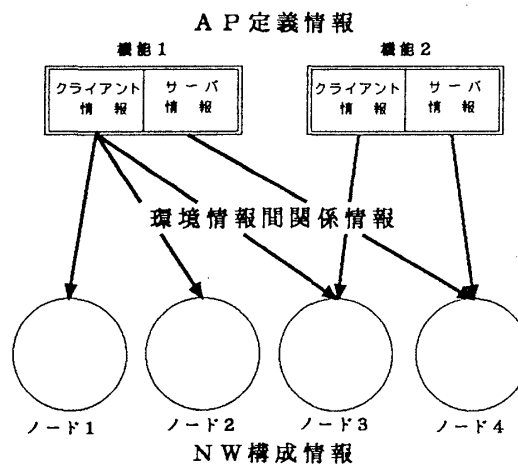 AP定義情報
機能1 機能2
クライアント サーバ クライアント サーバ
情報 情報 情報 情報
環境情報間関係情報
ノード1 ノード2 ノード3 ノード4
NW構成情報